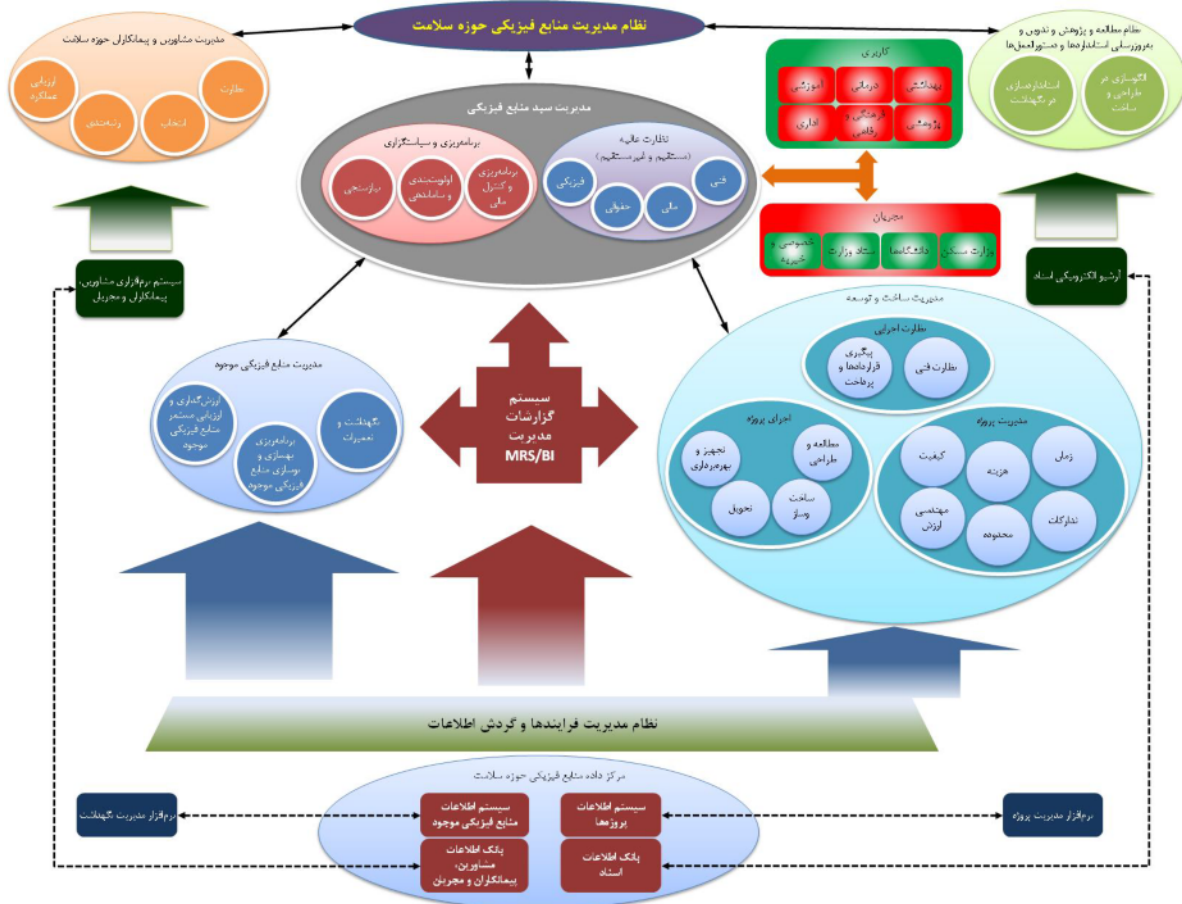 نظام مدیریت منابع فیزیکی حوزه سلامت
نظام مطالعه و پژوهش و تدوین و
به‌روزرسانی استانداردها و دستورالعمل‌ها
الگوسازی در
طراحی و
ساخت
استانداردسازی
در نگهداشت
مدیریت مشاورین و پیمانکاران حوزه سلامت
نظارت
انتخاب
رتبه‌بندی
ارزیابی
عملکرد
کاربری
بهداشتی
درمانی
آموزشی
پژوهشی
فرهنگی و
رفاهی
اداری
مدیریت سبد منابع فیزیکی
نظارت عالیه
(مستقیم و غیرمستقیم)
فنی
مالی
حقوقی
فیزیکی
برنامه‌ریزی و سیاستگزاری
برنامه‌ریزی
و کنترل
مالی
اولویت‌بندی
و ساماندهی
نیازسنجی
مجریان
وزارت مسکن
دانشگاه‌ها
ستاد وزارت
خصوصی و
خیریه
آرشیو الکترونیکی اسناد
سیستم نرم‌افزاری مشاورین،
پیمانکاران و مجریان
مدیریت ساخت و توسعه
نظارت اجرایی
نظارت فنی
پیگیری
قراردادها و
پرداخت
مدیریت پروژه
زمان
هزینه
کیفیت
تدارکات
محدوده
مهندسی
ارزش
اجرای پروژه
مطالعه و
طراحی
ساخت
وساز
تحویل
تجهیز و
بهره‌برداری
سیستم
گزارشات
مدیریت
MRS/BI
مدیریت منابع فیزیکی موجود
نگهداشت و
تعمیرات
برنامه‌ریزی
بهسازی و
نوسازی منابع
فیزیکی موجود
ارزش‌گذاری و
ارزیابی مستمر
منابع فیزیکی
موجود
نظام مدیریت فرایندها و گردش اطلاعات
مرکز داده منابع فیزیکی حوزه سلامت
نرم‌افزار مدیریت پروژه
سیستم اطلاعات
پروژه‌ها
سیستم اطلاعات
منابع فیزیکی موجود
نرم‌افزار مدیریت نگهداشت
بانک اطلاعات
اسناد
بانک اطلاعات
مشاورین،
پیمانکاران و مجریان